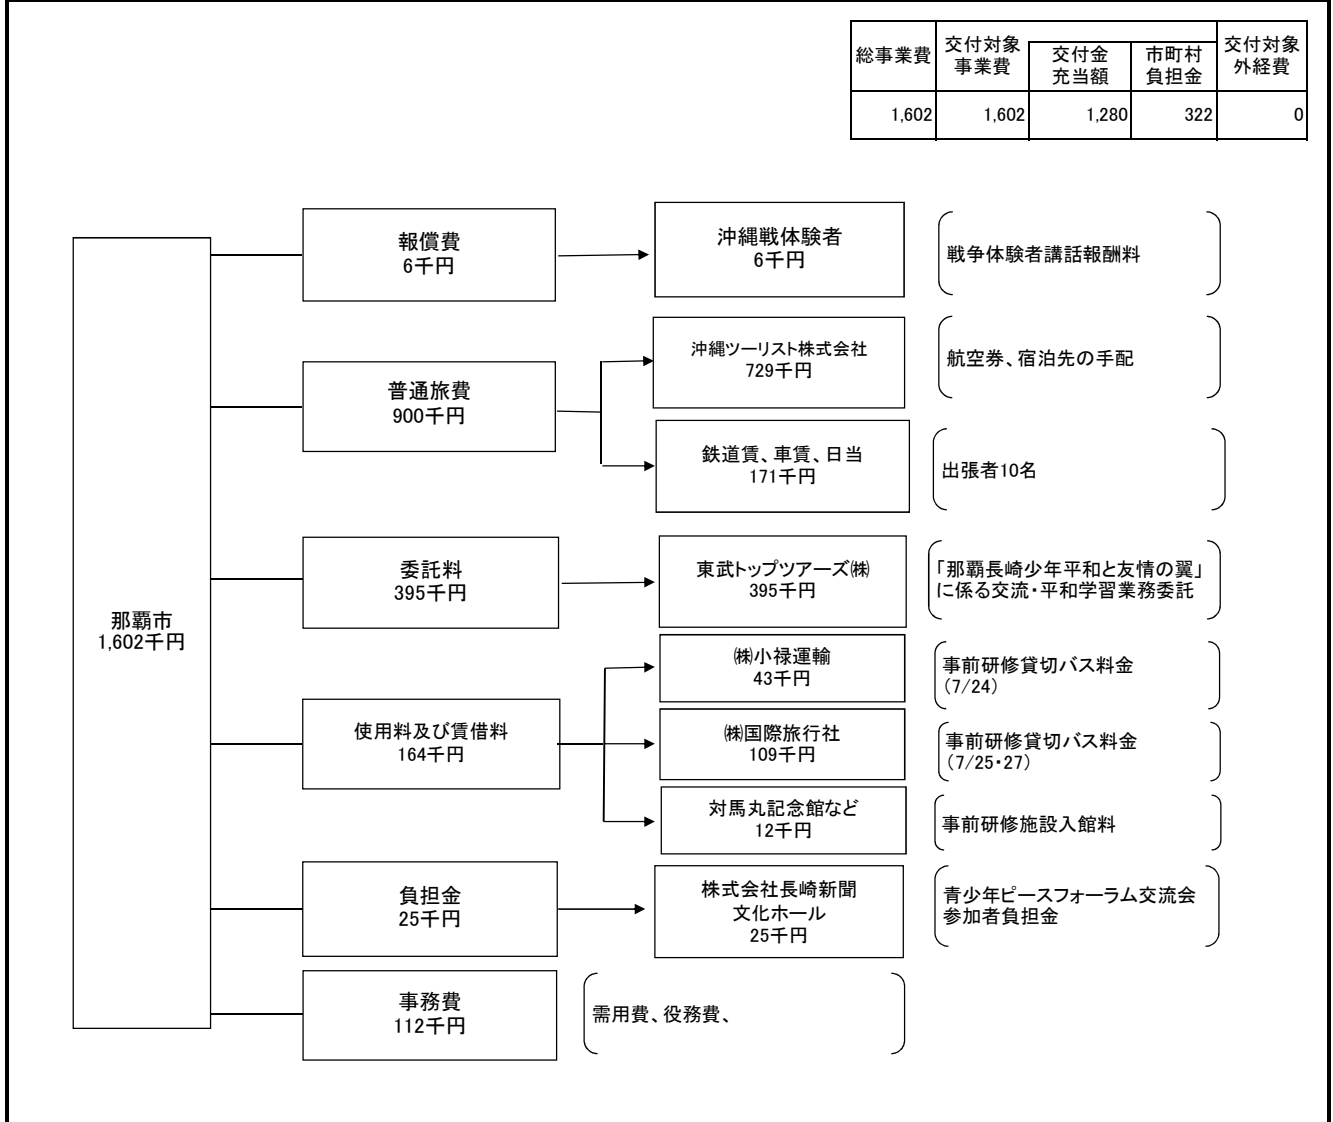 総事業費
交付対象
事業費
交付金
充当額
市町村
負担金
交付対象
外経費
1,602
1,602
1,280
322
0
那覇市
1,602千円
報償費
6千円
沖縄戦体験者
6千円
戦争体験者講話報酬料
普通旅費
900千円
沖縄ツーリスト株式会社
729千円
航空券、宿泊先の手配
鉄道賃、車賃、日当
171千円
出張者10名
委託料
395千円
東武トップツアーズ㈱
395千円
「那覇長崎少年平和と友情の翼」
に係る交流・平和学習業務委託
使用料及び賃借料
164千円
㈱小禄運輸
43千円
事前研修貸切バス料金
(7/24)
㈱国際旅行社
109千円
事前研修貸切バス料金
(7/25・27)
対馬丸記念館など
12千円
事前研修施設入館料
負担金
25千円
株式会社長崎新聞
文化ホール
25千円
青少年ピースフォーラム交流会
参加者負担金
事務費
112千円
需用費、役務費、